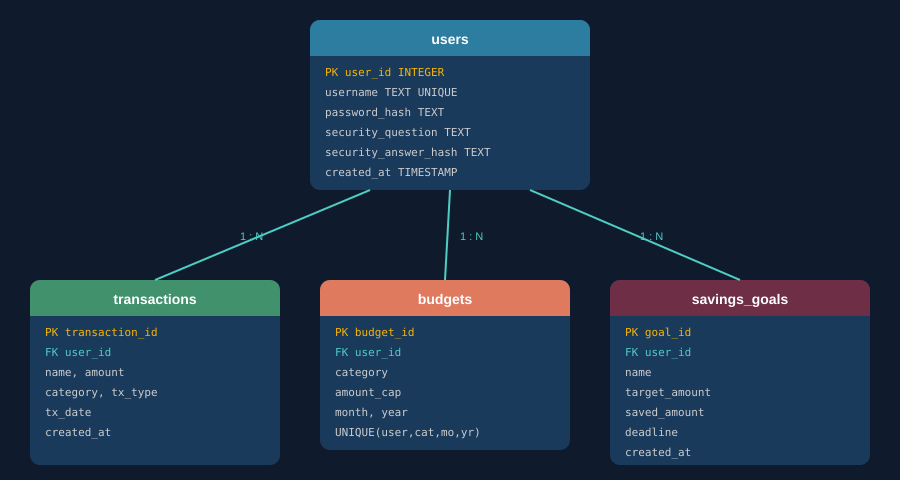 users
PK user_id INTEGER
username TEXT UNIQUE
password_hash TEXT
security_question TEXT
security_answer_hash TEXT
created_at TIMESTAMP
1:N
1:N
1:N
transactions
PK transaction_id
FK user_id
name, amount
category, tx_type
tx_date
created_at
budgets
PK budget_id
FK user_id
category
amount_cap
month, year
UNIQUE(user,cat,mo,yr)
savings_goals
PK goal_id
FK user_id
name
target_amount
saved_amount
deadline
created_at